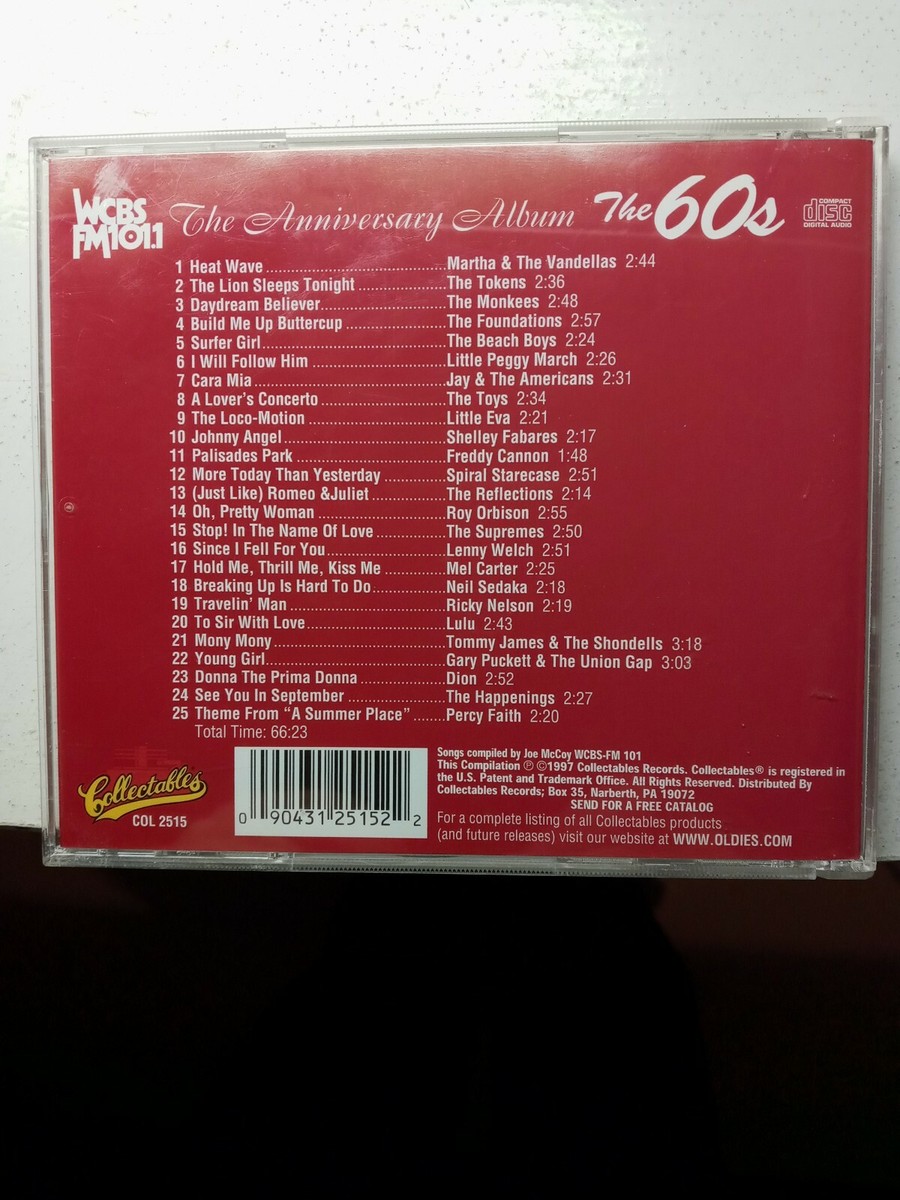 WCBS
FM101.1
The Anniversary Album The 60s
COMPACT
disc
DIGITAL AUDIO
1 Heat Wave Martha & The Vandellas 2:44
2 The Lion Sleeps Tonight The Tokens 2:36
3 Daydream Believer The Monkees 2:48
4 Build Me Up Buttercup The Foundations 2:57
5 Surfer Girl The Beach Boys 2:24
6 I Will Follow Him Little Peggy March 2:26
7 Cara Mia Jay & The Americans 2:31
8 A Lover's Concerto The Toys 2:34
9 The Loco-Motion Little Eva 2:21
10 Johnny Angel Shelley Fabares 2:17
11 Palisades Park Freddy Cannon 1:48
12 More Today Than Yesterday Spiral Starecase 2:51
13 (Just Like) Romeo &Juliet The Reflections 2:14
14 Oh, Pretty Woman Roy Orbison 2:55
15 Stop! In The Name Of Love The Supremes 2:50
16 Since I Fell For You Lenny Welch 2:51
17 Hold Me, Thrill Me, Kiss Me Mel Carter 2:25
18 Breaking Up Is Hard To Do Neil Sedaka 2:18
19 Travelin' Man Ricky Nelson 2:19
20 To Sir With Love Lulu 2:43
21 Mony Mony Tommy James & The Shondells 3:18
22 Young Girl Gary Puckett & The Union Gap 3:03
23 Donna The Prima Donna Dion 2:52
24 See You In September The Happenings 2:27
25 Theme From “A Summer Place” Percy Faith 2:20
Total Time: 66:23
Collectables
COL 2515
0 90431 25152 2
Songs compiled by Joe McCoy WCBS-FM 101
This Compilation ℗ ©1997 Collectables Records. Collectables® is registered in
the U.S. Patent and Trademark Office. All Rights Reserved. Distributed By
Collectables Records; Box 35, Narberth, PA 19072
SEND FOR A FREE CATALOG
For a complete listing of all Collectables products
(and future releases) visit our website at WWW.OLDIES.COM